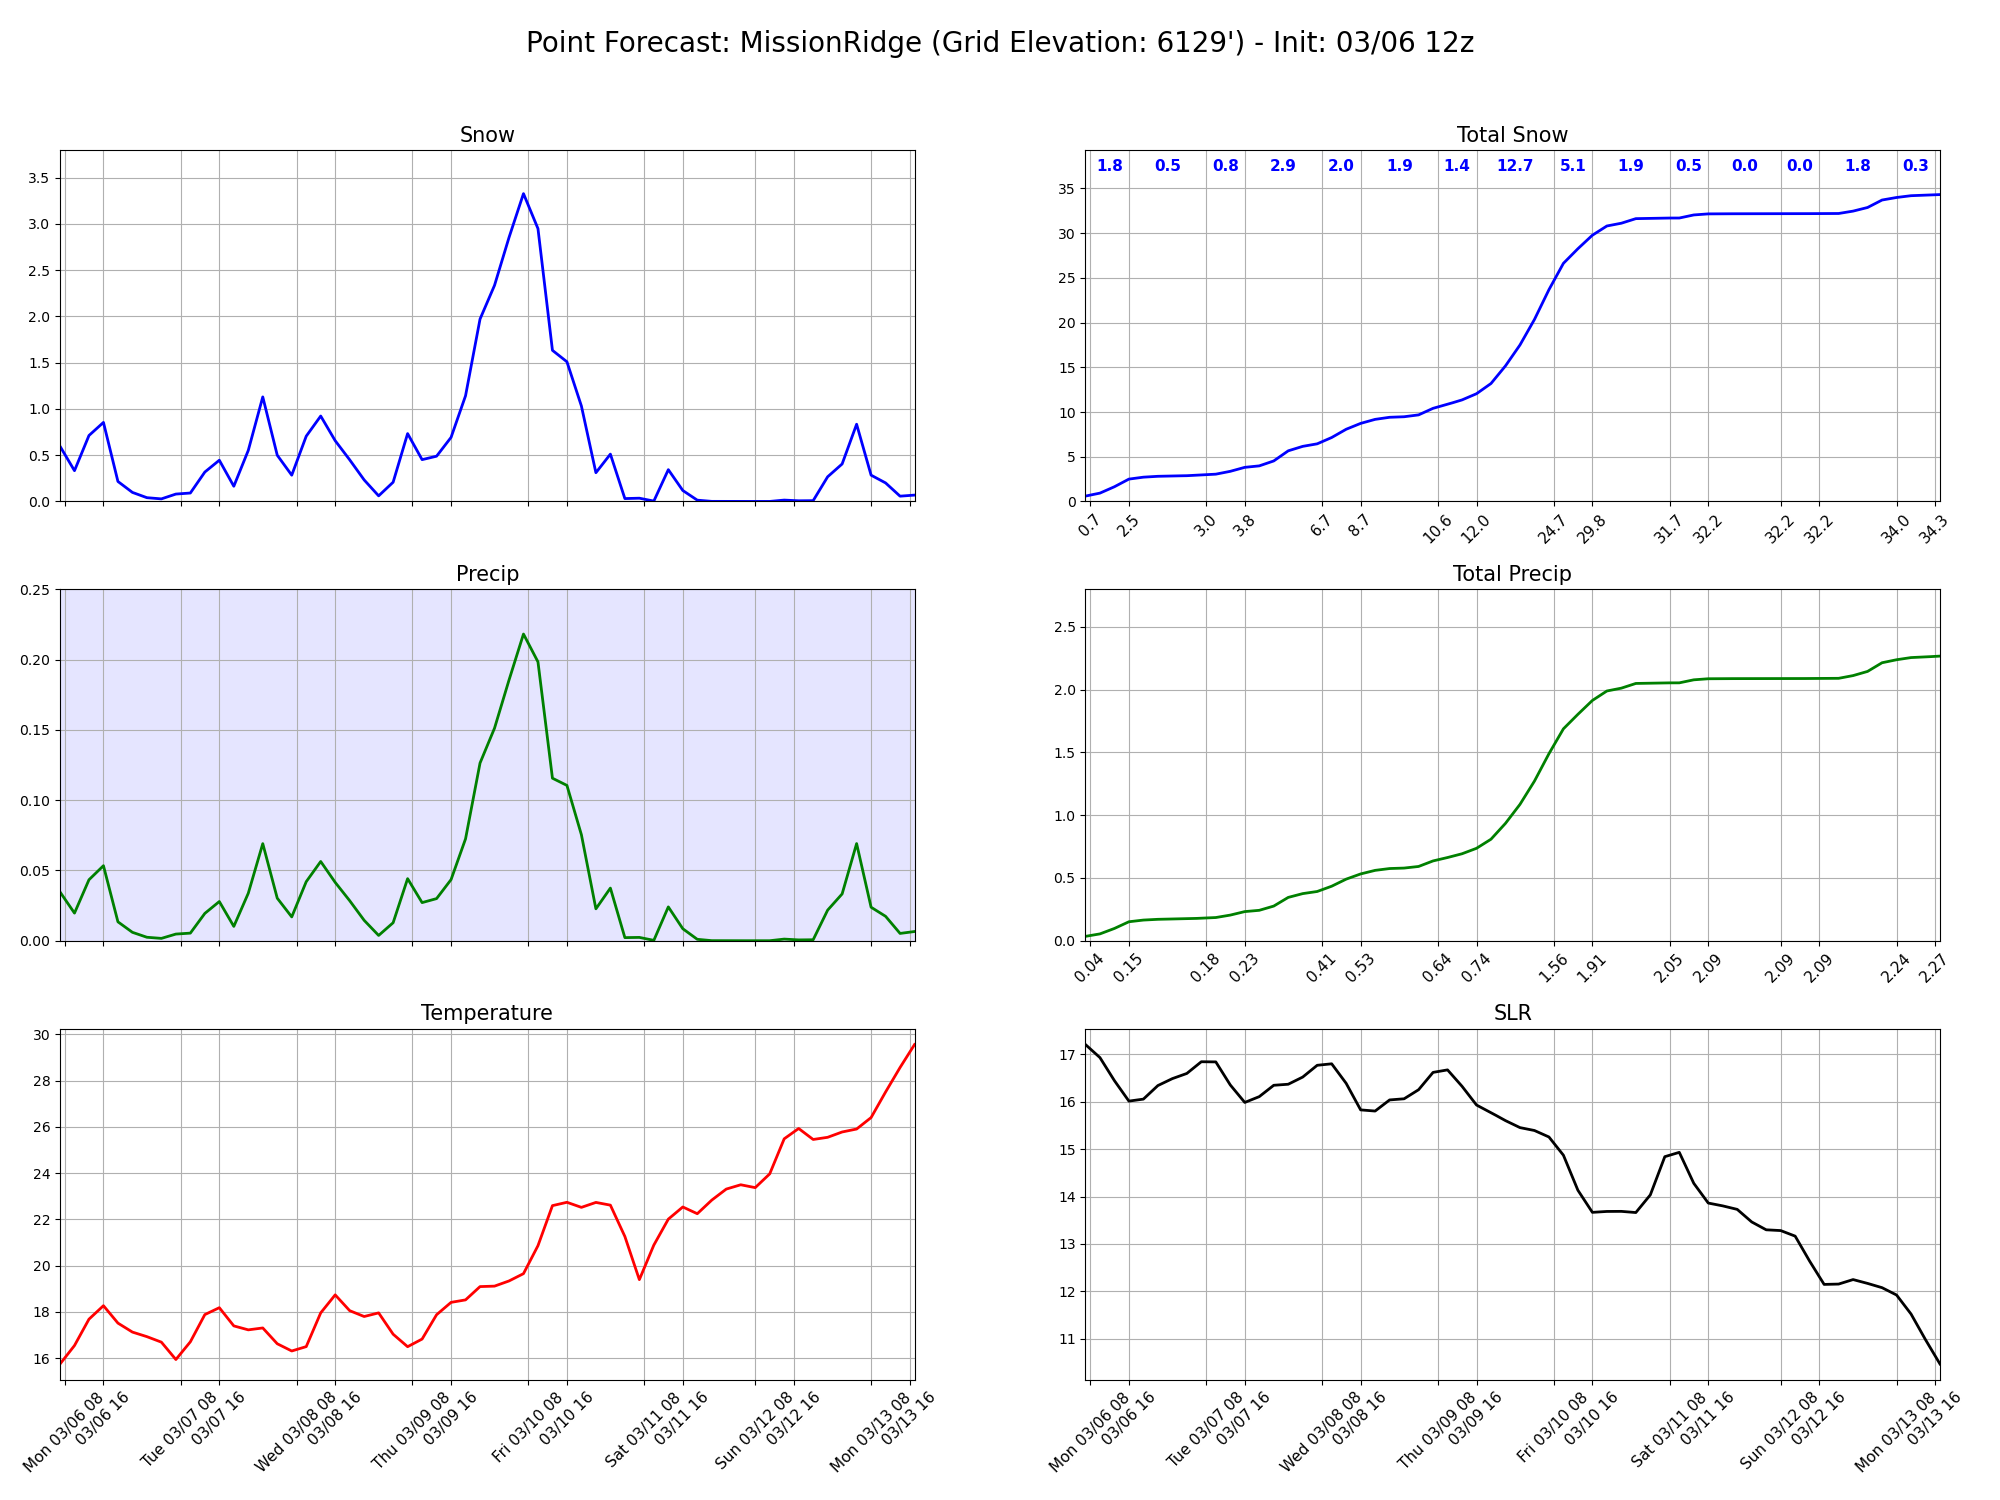 Point Forecast: MissionRidge (Grid Elevation: 6129') - Init: 03/06 12z
Snow
3.5
3.0
2.5
2.0
1.5
1.0
0.5
0.0
Total Snow
1.8 0.5 0.8 2.9 2.0 1.9 1.4 12.7 5.1 1.9 0.5 0.0 0.0 1.8 0.3
35
30
25
20
15
10
5
0
0.7 2.5 3.0 3.8 6.7 8.7 10.6 12.0 24.7 29.8 31.7 32.2 32.2 32.2 34.0 34.3
Precip
0.25
0.20
0.15
0.10
0.05
0.00
Total Precip
2.5
2.0
1.5
1.0
0.5
0.0
0.04 0.15 0.18 0.23 0.41 0.53 0.64 0.74 1.56 1.91 2.05 2.09 2.09 2.09 2.24 2.27
Temperature
30
28
26
24
22
20
18
16
Mon 03/06 08
03/06 16
Tue 03/07 08
03/07 16
Wed 03/08 08
03/08 16
Thu 03/09 08
03/09 16
Fri 03/10 08
03/10 16
Sat 03/11 08
03/11 16
Sun 03/12 08
03/12 16
Mon 03/13 08
03/13 16
SLR
17
16
15
14
13
12
11
Mon 03/06 08
03/06 16
Tue 03/07 08
03/07 16
Wed 03/08 08
03/08 16
Thu 03/09 08
03/09 16
Fri 03/10 08
03/10 16
Sat 03/11 08
03/11 16
Sun 03/12 08
03/12 16
Mon 03/13 08
03/13 16